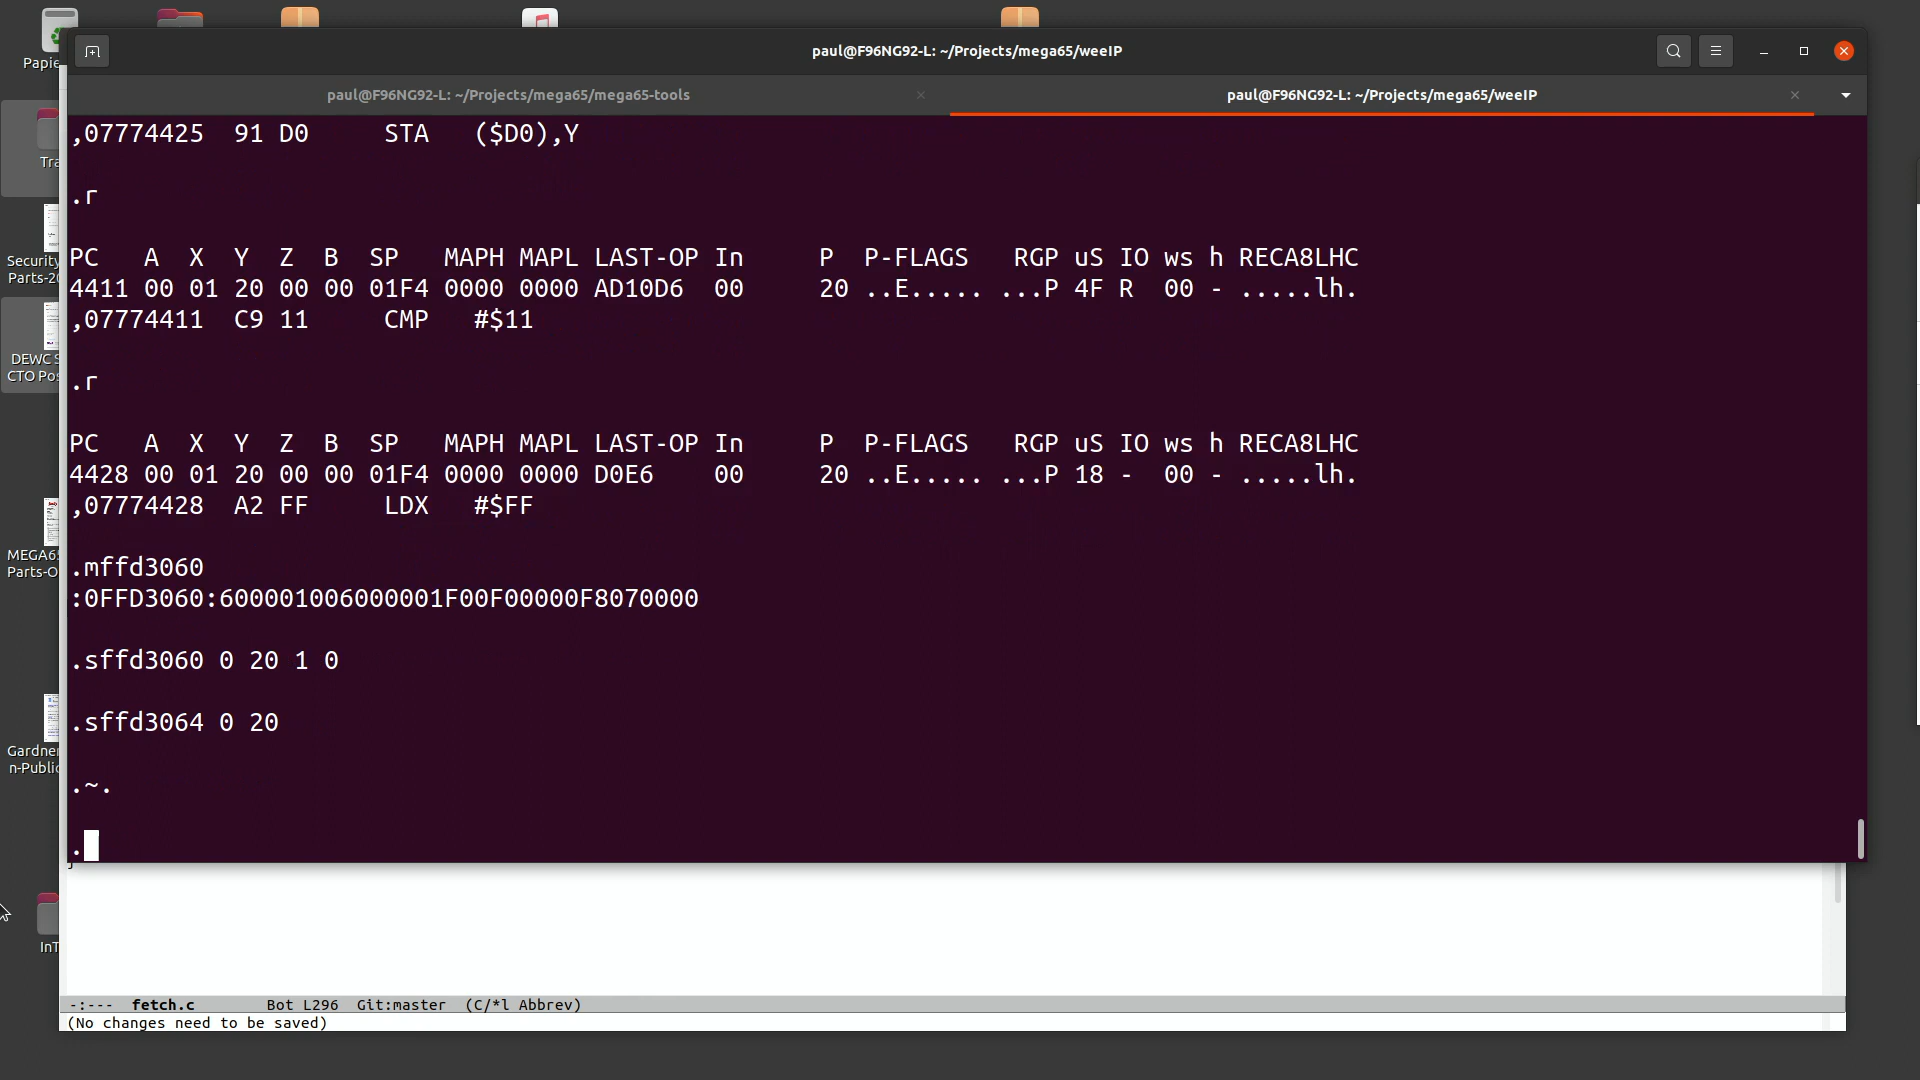 paul@F96NG92-L: ~/Projects/mega65/weeIP
paul@F96NG92-L: ~/Projects/mega65/mega65-tools
paul@F96NG92-L: ~/Projects/mega65/weeIP
,07774425  91 D0     STA   ($D0),Y
.r
PC   A  X  Y  Z  B  SP   MAPH MAPL LAST-OP In     P  P-FLAGS   RGP uS IO ws h RECA8LHC
4411 00 01 20 00 00 01F4 0000 0000 AD10D6  00     20 ..E..... ...P 4F R  00 - .....lh.
,07774411  C9 11     CMP   #$11
.r
PC   A  X  Y  Z  B  SP   MAPH MAPL LAST-OP In     P  P-FLAGS   RGP uS IO ws h RECA8LHC
4428 00 01 20 00 00 01F4 0000 0000 D0E6    00     20 ..E..... ...P 18 -  00 - .....lh.
,07774428  A2 FF     LDX   #$FF
.mffd3060
:0FFD3060:600001006000001F00F00000F8070000
.sffd3060 0 20 1 0
.sffd3064 0 20
.~.
.
Papie
Tra
Security
Parts-20
DEWC S
CTO Pos
MEGA65
Parts-O
Gardner
n-Public
InT
-:---  fetch.c        Bot L296  Git:master  (C/*l Abbrev)
(No changes need to be saved)